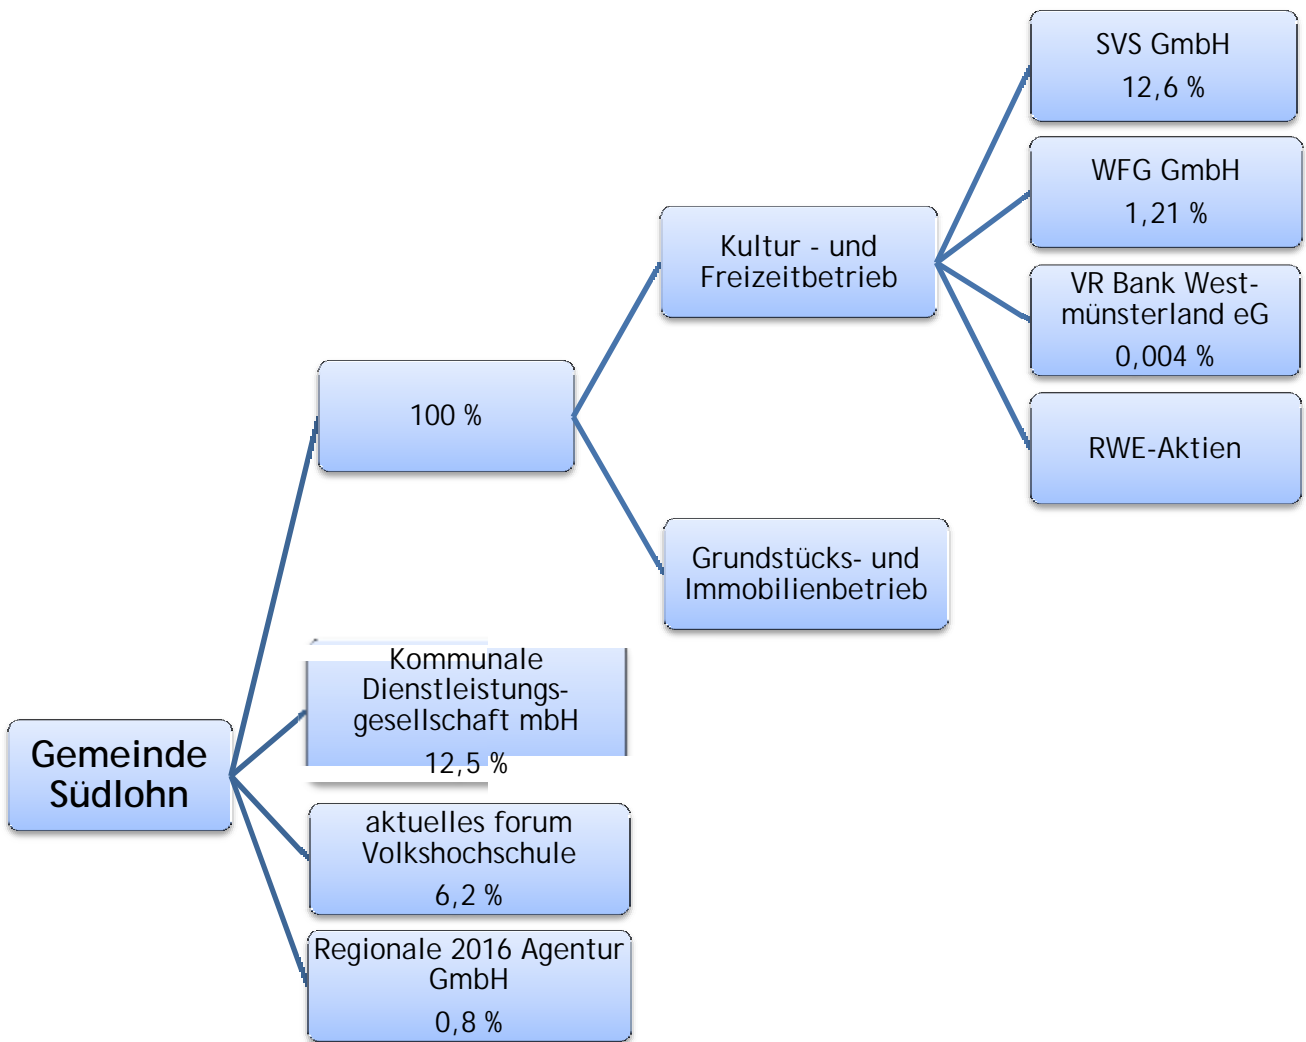 SVS GmbH
12,6 %
WFG GmbH
1,21 %
Kultur - und
Freizeitbetrieb
VR Bank West-
münsterland eG
0,004 %
100 %
RWE-Aktien
Grundstücks- und
Immobilienbetrieb
Kommunale
Dienstleistungs-
gesellschaft mbH
12,5 %
Gemeinde
Südlohn
aktuelles forum
Volkshochschule
6,2 %
Regionale 2016 Agentur
GmbH
0,8 %